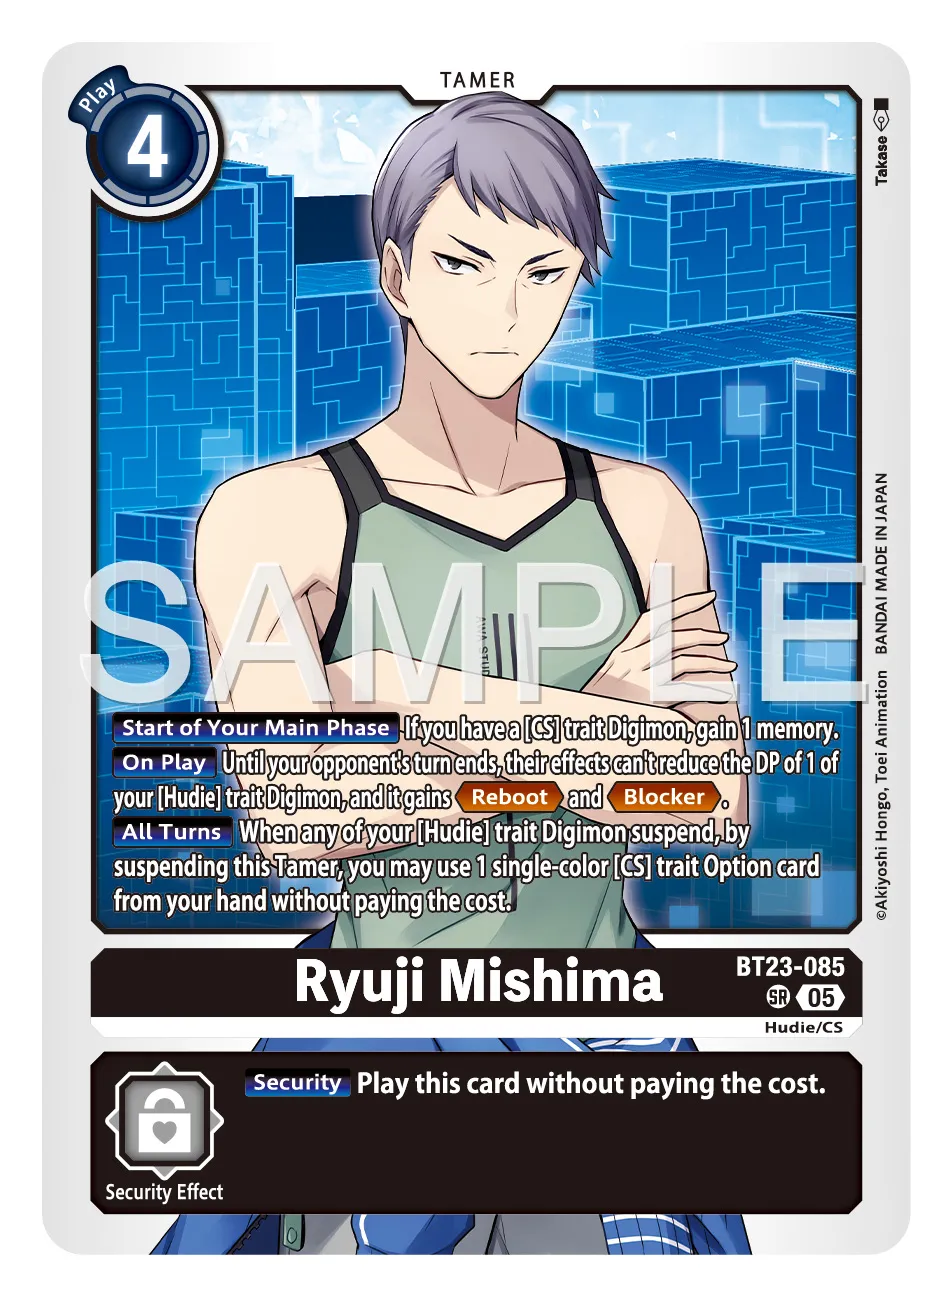 TAMER
Play
4
Takase
SAMPLE
Start of Your Main Phase If you have a [CS] trait Digimon, gain 1 memory.
On Play Until your opponent's turn ends, their effects can't reduce the DP of 1 of
your [Hudie] trait Digimon, and it gains Reboot and Blocker.
All Turns When any of your [Hudie] trait Digimon suspend, by
suspending this Tamer, you may use 1 single-color [CS] trait Option card
from your hand without paying the cost.
©Akiyoshi Hongo, Toei Animation BANDAI MADE IN JAPAN
Ryuji Mishima
BT23-085
SR 05
Hudie/CS
Security Play this card without paying the cost.
Security Effect